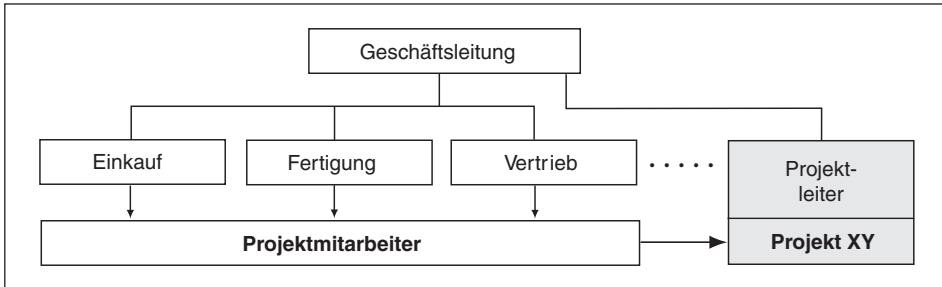 Geschäftsleitung
Einkauf
Fertigung
Vertrieb
. . . . .
Projekt-
leiter
Projektmitarbeiter
Projekt XY